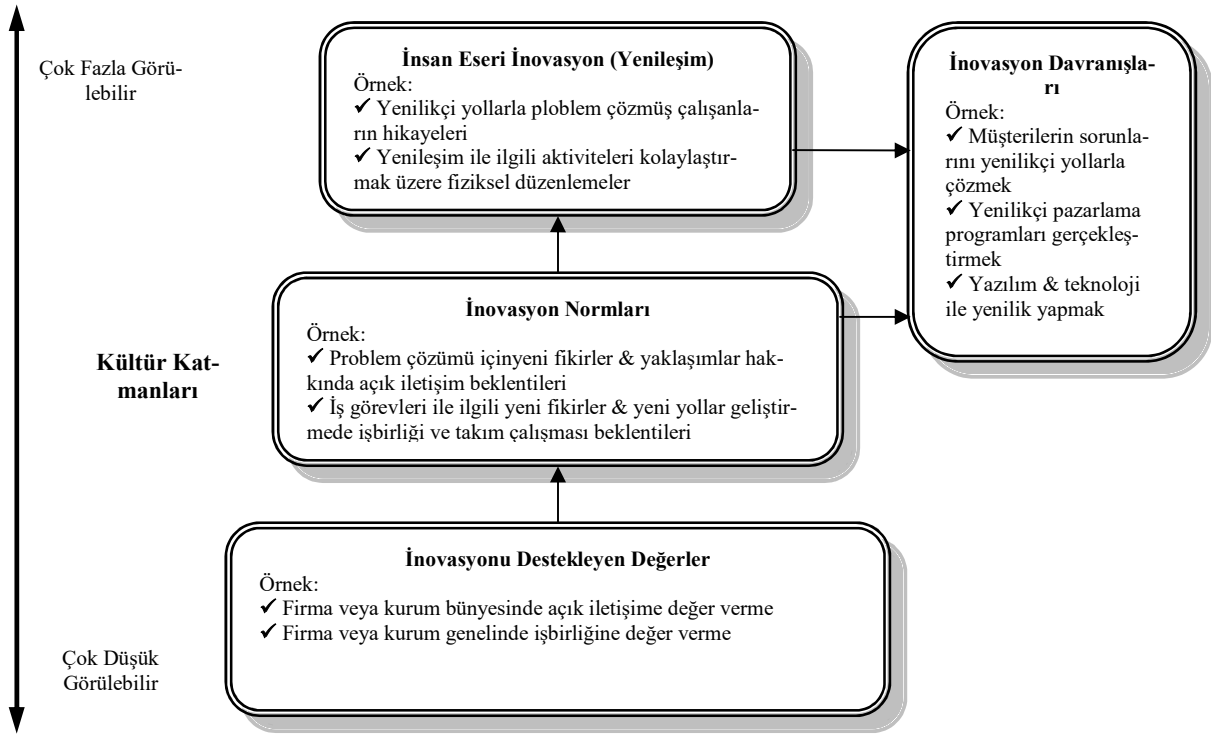 Çok Fazla Görü-
lebilir
İnsan Eseri İnovasyon (Yenileşim)
Örnek:
✓ Yenilikçi yollarla ploblem çözmüş çalışanla-
rın hikayeleri
✓ Yenileşim ile ilgili aktiviteleri kolaylaştır-
mak üzere fiziksel düzenlemeler
İnovasyon Davranışla-
rı
Örnek:
✓ Müşterilerin sorunla-
rını yenilikçi yollarla
çözmek
✓ Yenilikçi pazarlama
programları gerçekleş-
tirmek
✓ Yazılım & teknoloji
ile yenilik yapmak
Kültür Kat-
manları
İnovasyon Normları
Örnek:
✓ Problem çözümü içinyeni fikirler & yaklaşımlar hak-
kında açık iletişim beklentileri
✓ İş görevleri ile ilgili yeni fikirler & yeni yollar geliştir-
mede işbirliği ve takım çalışması beklentileri
İnovasyonu Destekleyen Değerler
Örnek:
✓ Firma veya kurum bünyesinde açık iletişime değer verme
✓ Firma veya kurum genelinde işbirliğine değer verme
Çok Düşük
Görülebilir